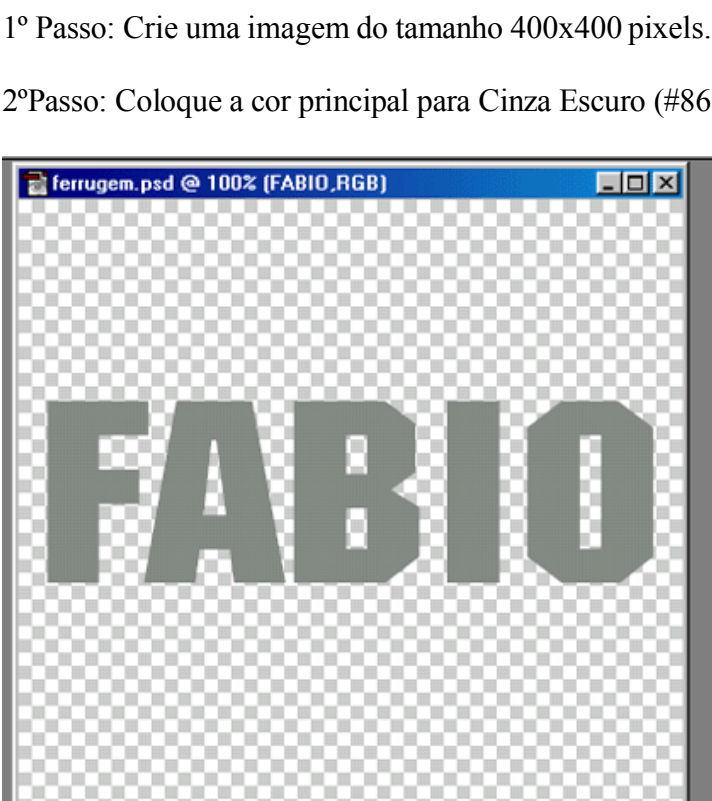 1º Passo: Crie uma imagem do tamanho 400x400 pixels.
2ºPasso: Coloque a cor principal para Cinza Escuro (#86
ferrugem.psd @ 100% (FABIO,RGB)
FABIO